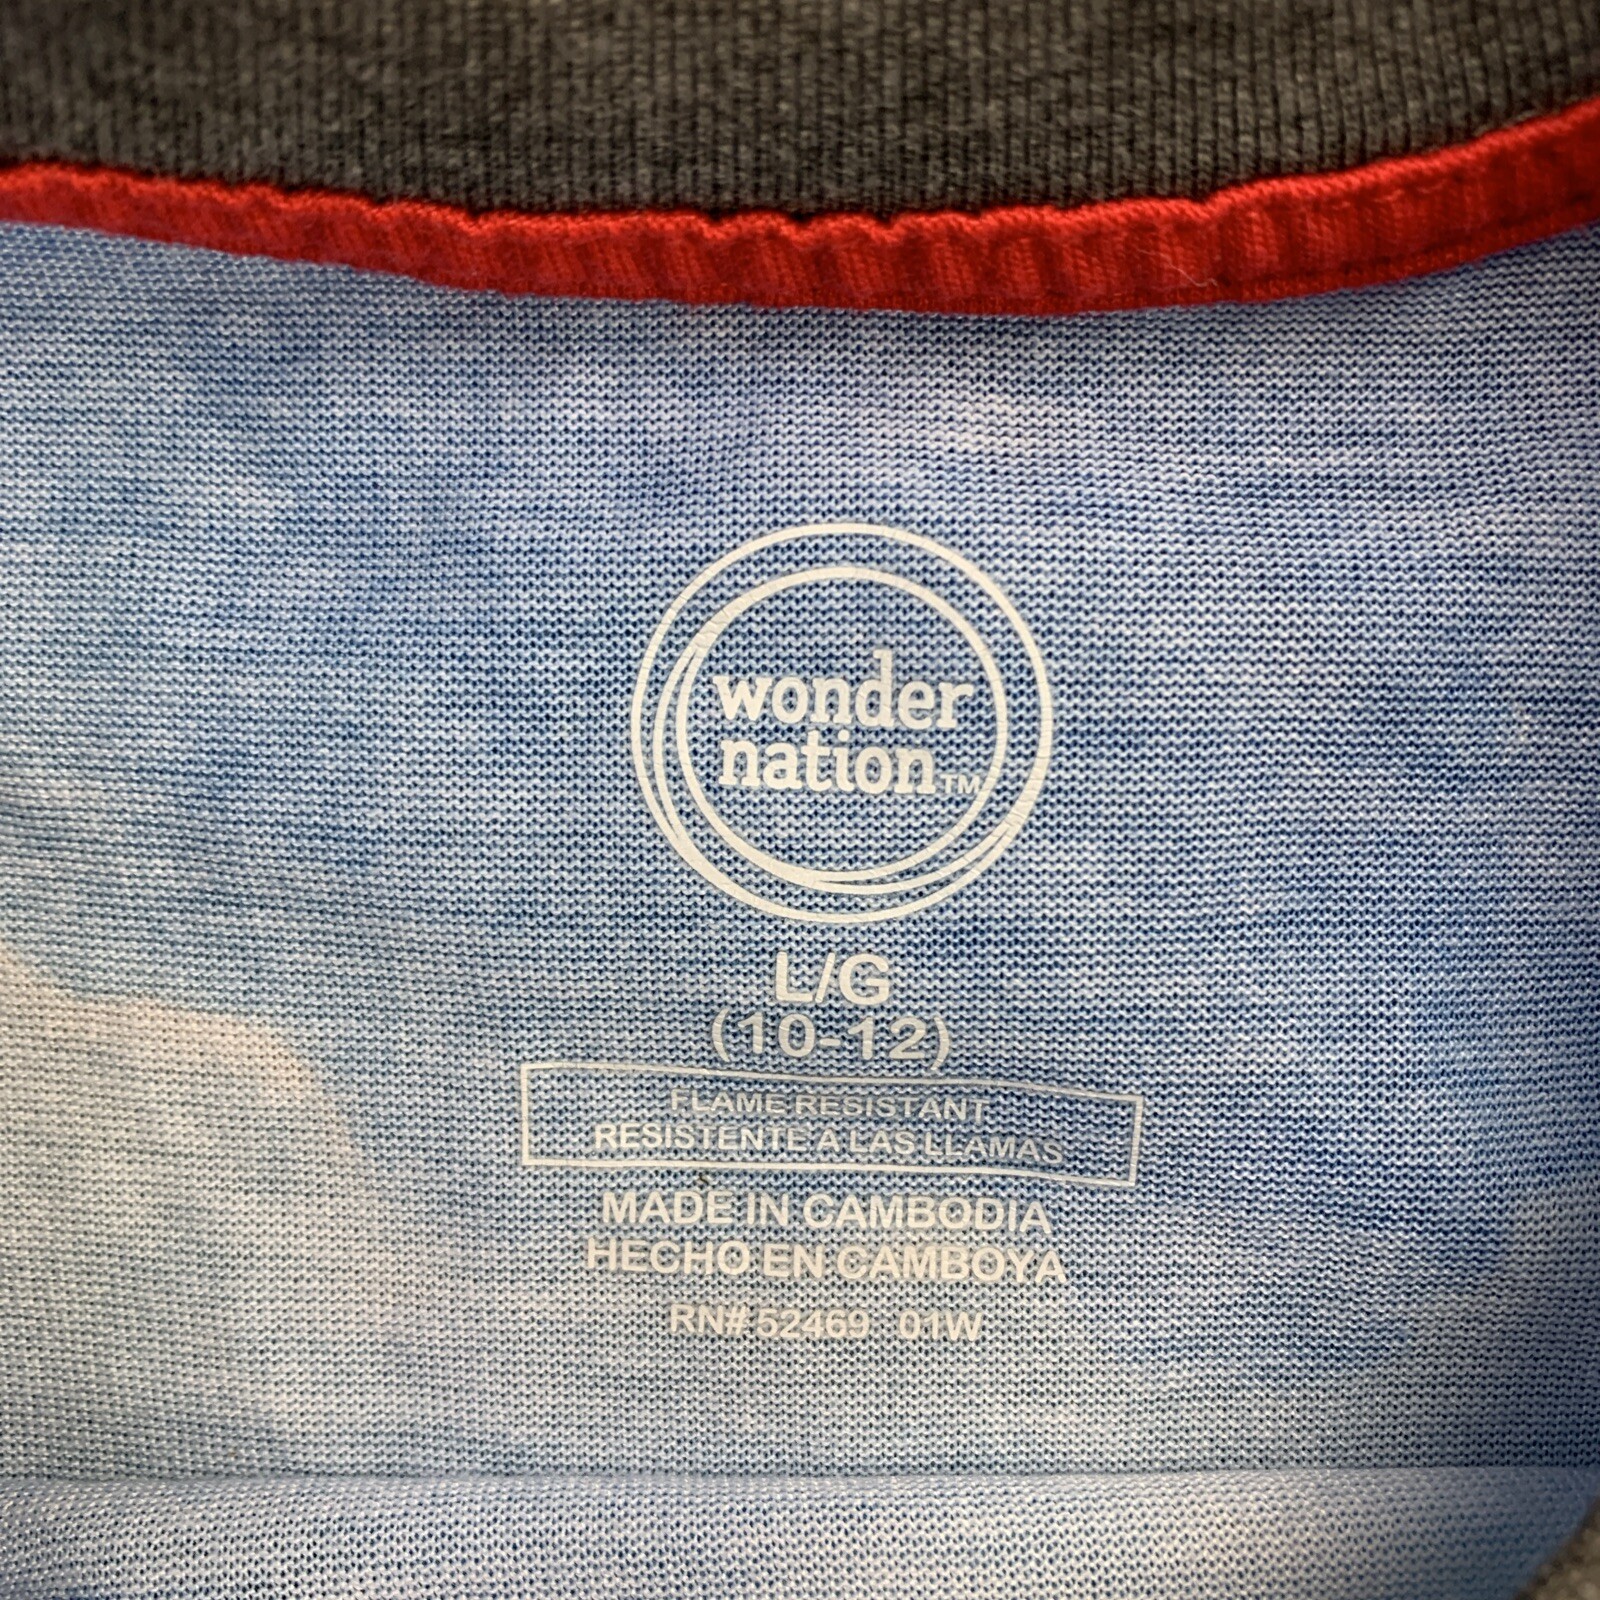 wonder
nation™
L/G
(10-12)
FLAME RESISTANT
RESISTENTE A LAS LLAMAS
MADE IN CAMBODIA
HECHO EN CAMBOYA
RN# 52469 01W